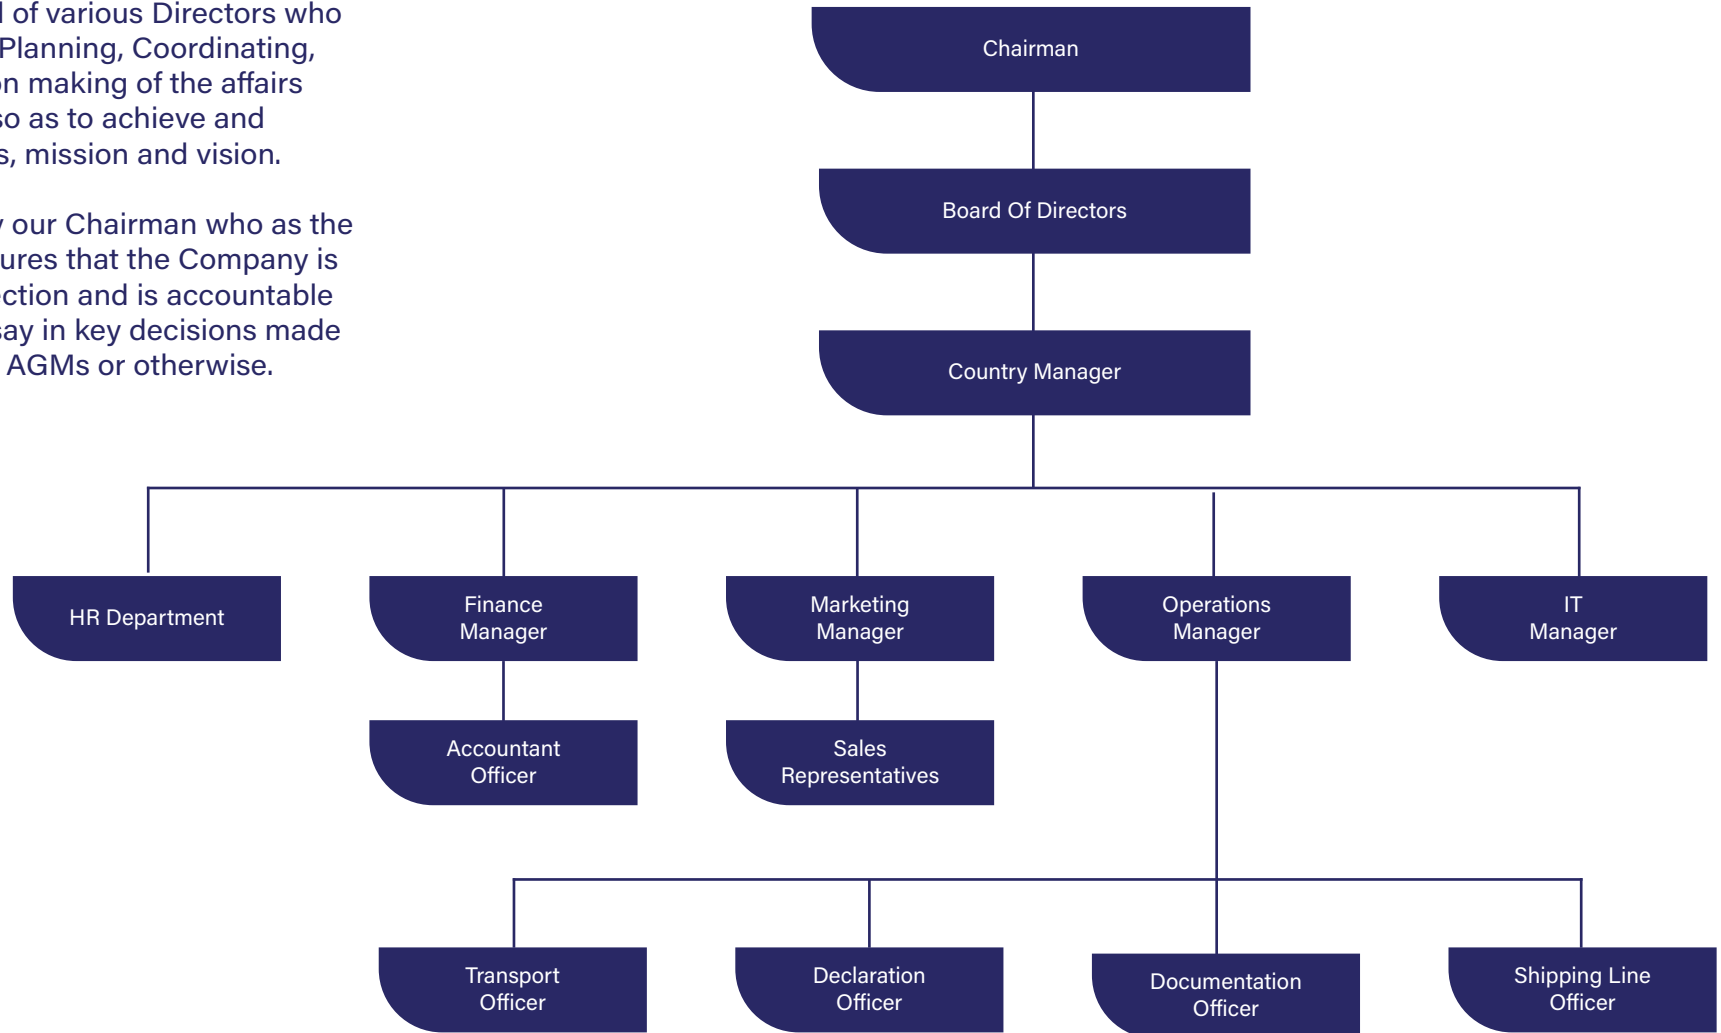 of various Directors who
Planning, Coordinating,
making of the affairs
so as to achieve and
mission and vision.
our Chairman who as the
that the Company is
and is accountable
say in key decisions made
AGMs or otherwise.
Chairman
Board Of Directors
Country Manager
HR Department
Finance
Manager
Marketing
Manager
Operations
Manager
IT
Manager
Accountant
Officer
Sales
Representatives
Transport
Officer
Declaration
Officer
Documentation
Officer
Shipping Line
Officer